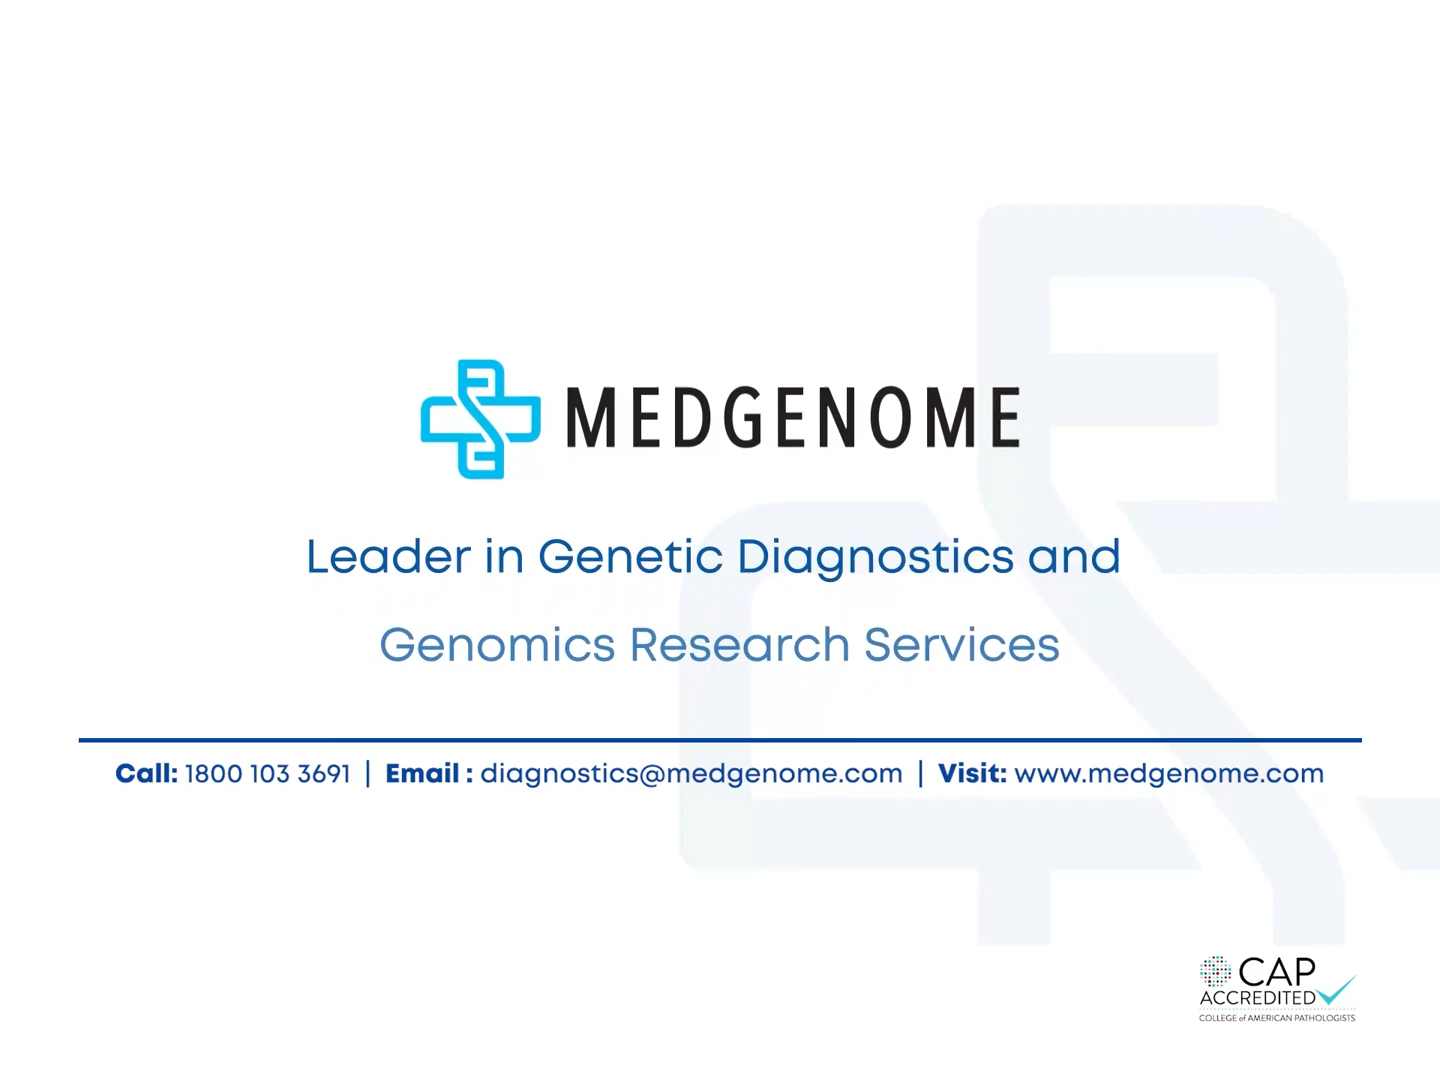 MEDGENOME
Leader in Genetic Diagnostics and
Genomics Research Services
Call: 1800 103 3691 | Email : diagnostics@medgenome.com | Visit: www.medgenome.com
CAP
ACCREDITED
COLLEGE of AMERICAN PATHOLOGISTS